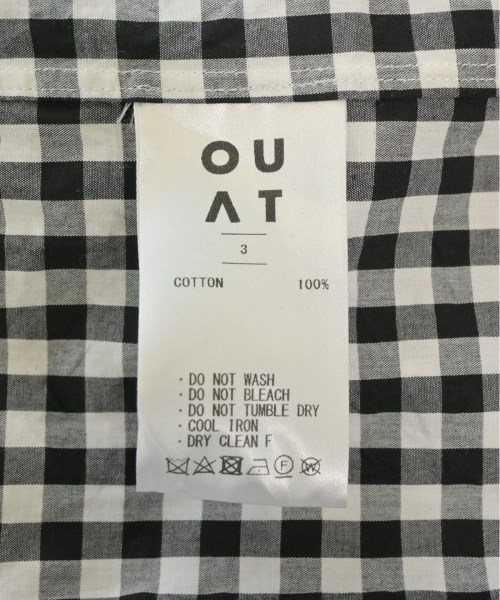 OU
ΛT
3
COTTON 100%
・DO NOT WASH
・DO NOT BLEACH
・DO NOT TUMBLE DRY
・COOL IRON
・DRY CLEAN F
F W